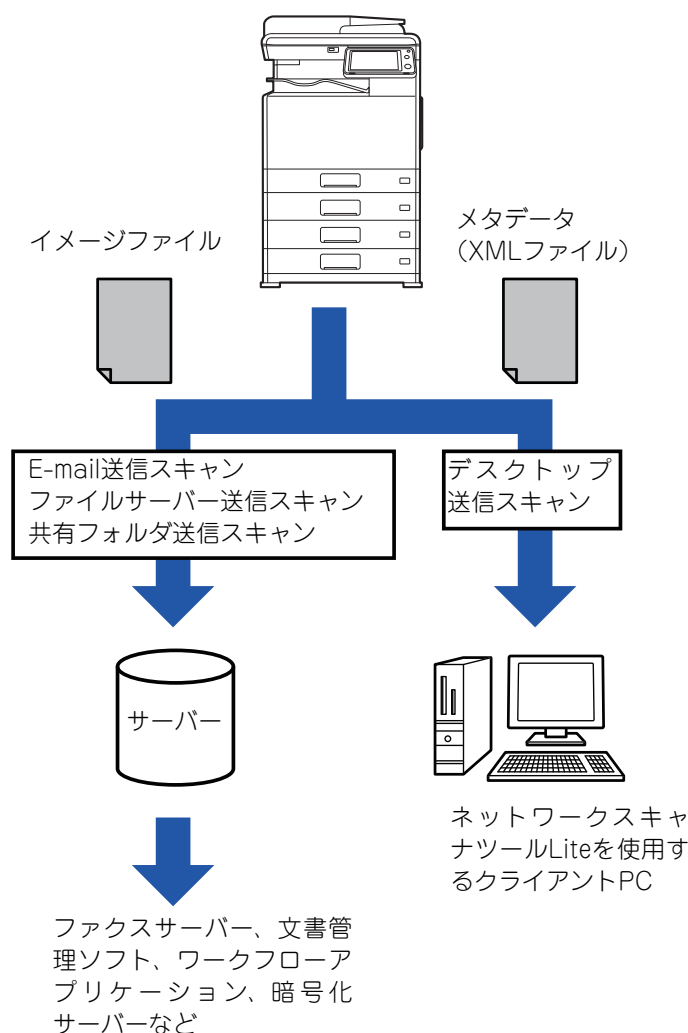 イメージファイル
メタデータ
（XMLファイル）
E-mail送信スキャン
ファイルサーバー送信スキャン
共有フォルダ送信スキャン
デスクトップ
送信スキャン
サーバー
ネットワークスキャ
ナツールLiteを使用す
るクライアントPC
ファクスサーバー、文書管
理ソフト、ワークフローア
プリケーション、暗号化
サーバーなど